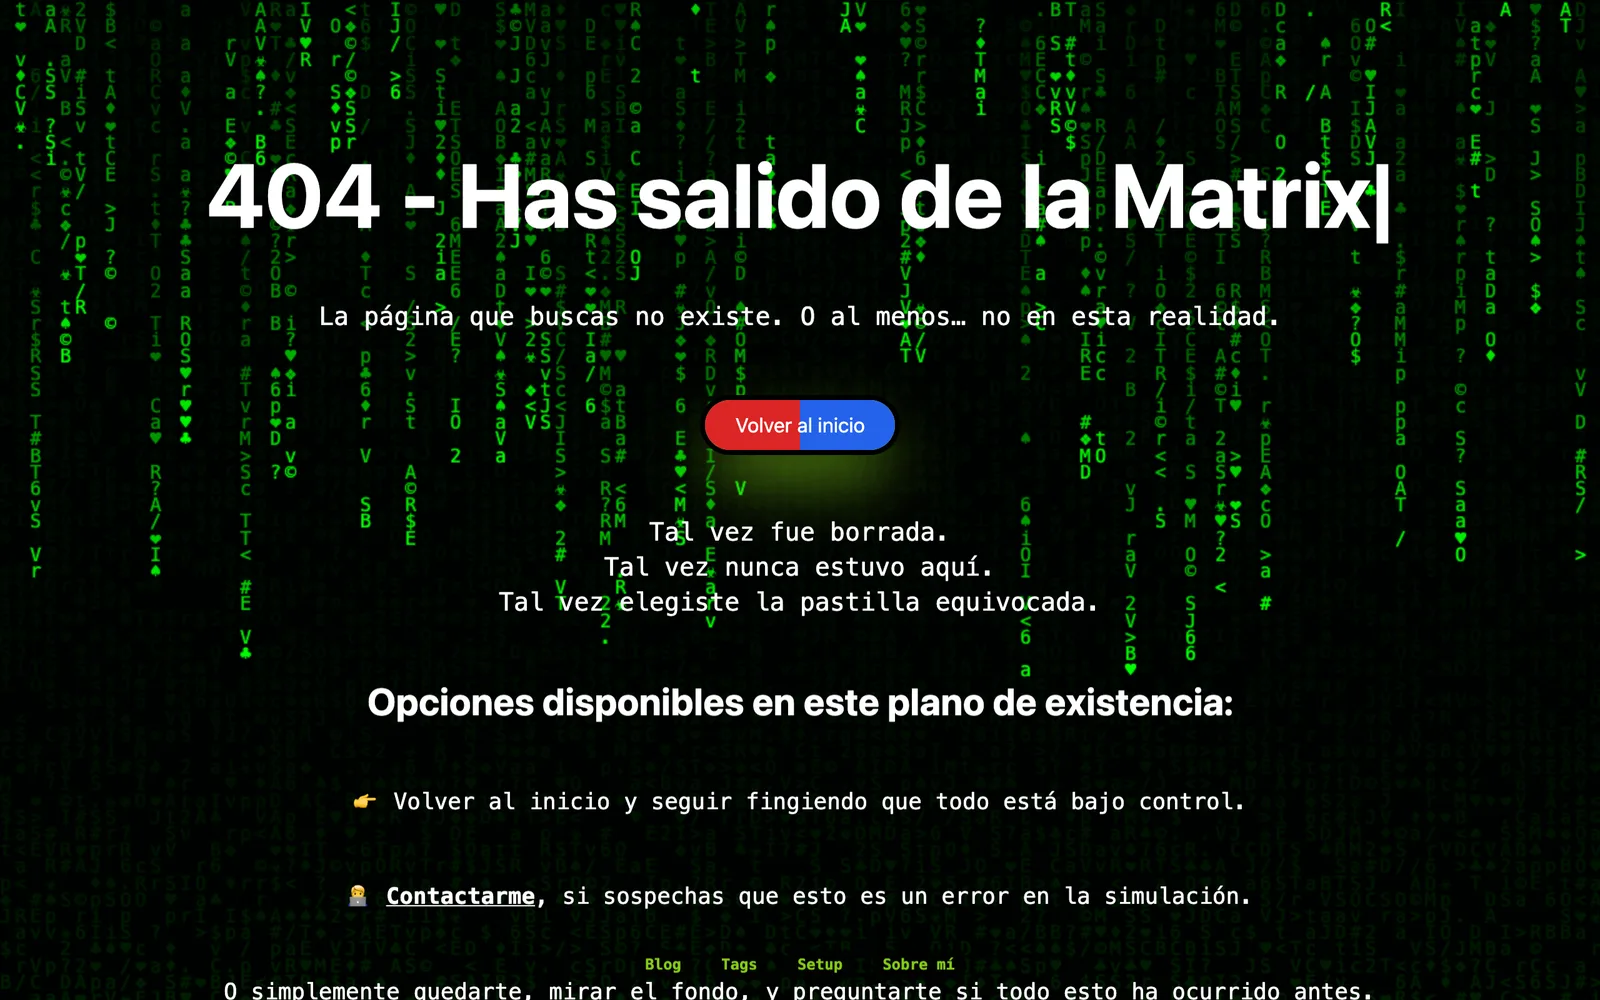 404 - Has salido de la Matrix|
La página que buscas no existe. O al menos… no en esta realidad.
Volver al inicio
Tal vez fue borrada.
Tal vez nunca estuvo aquí.
Tal vez elegiste la pastilla equivocada.
Opciones disponibles en este plano de existencia:
👉 Volver al inicio y seguir fingiendo que todo está bajo control.
🧑‍💻 Contactarme, si sospechas que esto es un error en la simulación.
Blog Tags Setup Sobre mí
O simplemente quedarte, mirar el fondo, y preguntarte si todo esto ha ocurrido antes.